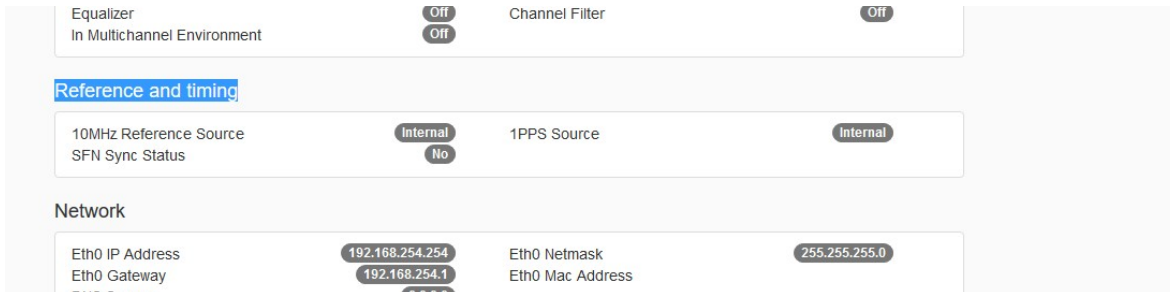 Equalizer Off Channel Filter Off
In Multichannel Environment Off
Reference and timing
10MHz Reference Source Internal 1PPS Source Internal
SFN Sync Status No
Network
Eth0 IP Address 192.168.254.254 Eth0 Netmask 255.255.255.0
Eth0 Gateway 192.168.254.1 Eth0 Mac Address